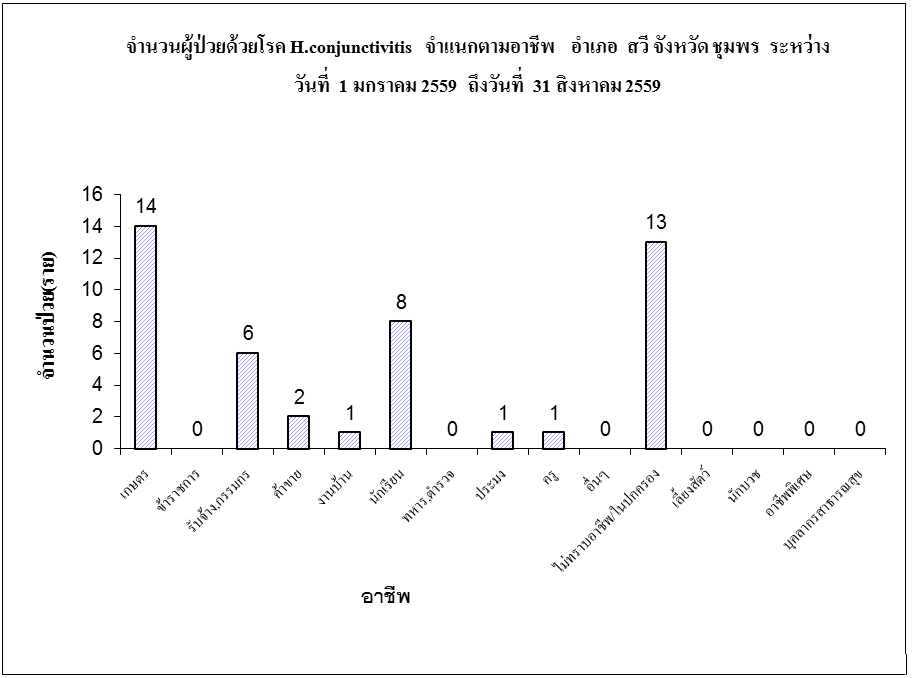 จำนวนผู้ป่วยด้วยโรค H.conjunctivitis จำแนกตามอาชีพ อำเภอ สวี จังหวัด ชุมพร ระหว่าง
วันที่ 1 มกราคม 2559 ถึงวันที่ 31 สิงหาคม 2559
จำนวนป่วย(ราย)
16
14
12
10
8
6
4
2
0
14
0
6
2
1
8
0
1
1
0
13
0
0
0
0
เกษตร
ข้าราชการ
รับจ้าง,กรรมกร
ค้าขาย
งานบ้าน
นักเรียน
ทหาร,ตำรวจ
ประมง
ครู
อื่นๆ
ไม่ทราบอาชีพ/ในปกครอง
เลี้ยงสัตว์
นักบวช
อาชีพพิเศษ
บุคลากรสาธารณสุข
อาชีพ